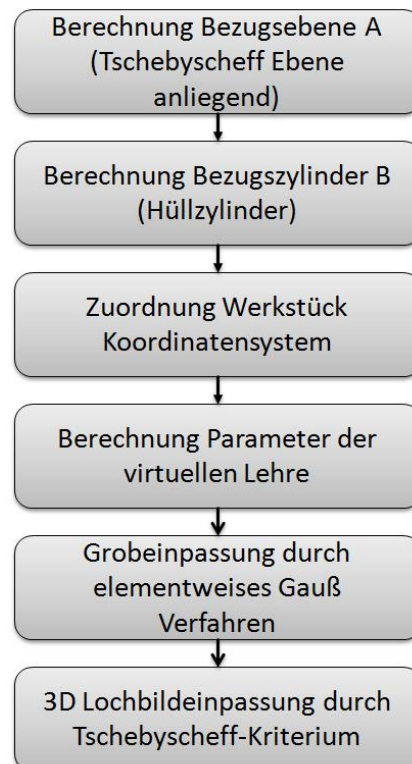 Berechnung Bezugsebene A
(Tschebyscheff Ebene
anliegend)
Berechnung Bezugszylinder B
(Hüllzylinder)
Zuordnung Werkstück
Koordinatensystem
Berechnung Parameter der
virtuellen Lehre
Grobeinpassung durch
elementweises Gauß
Verfahren
3D Lochbildeinpassung durch
Tschebyscheff-Kriterium